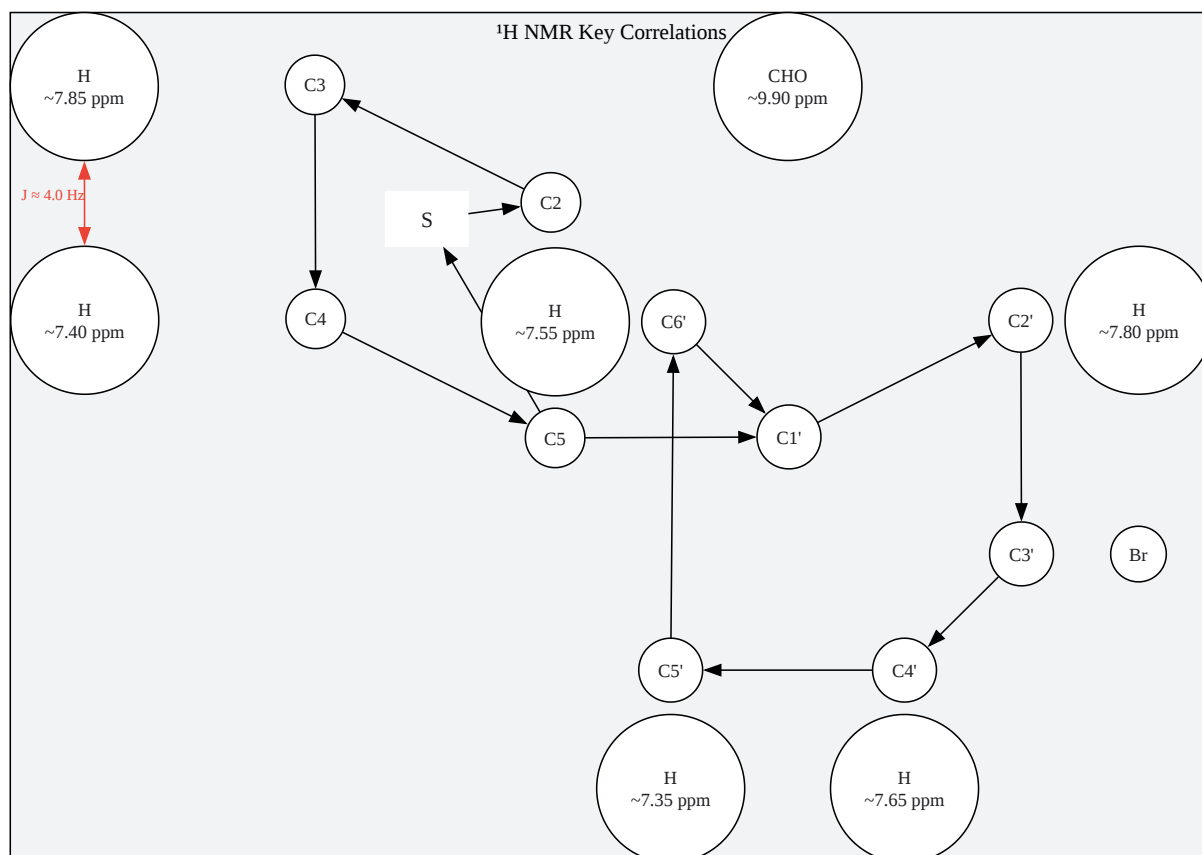 ¹H NMR Key Correlations
H
~7.85 ppm
C3
CHO
~9.90 ppm
J ≈ 4.0 Hz
S
C2
H
~7.40 ppm
C4
H
~7.55 ppm
C6'
C2'
H
~7.80 ppm
C5
C1'
C3'
Br
C5'
C4'
H
~7.35 ppm
H
~7.65 ppm